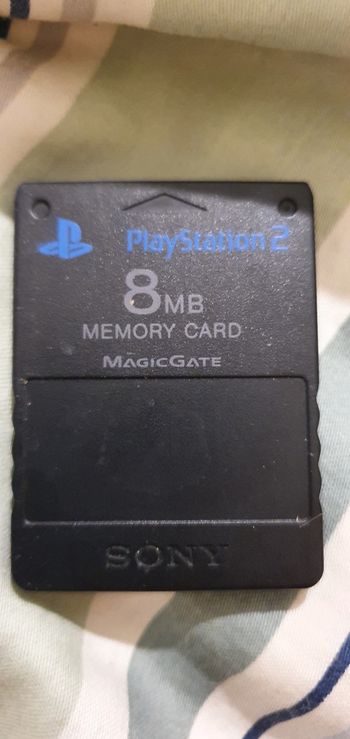 PlayStation 2
8MB
MEMORY CARD
MAGICGATE
SONY